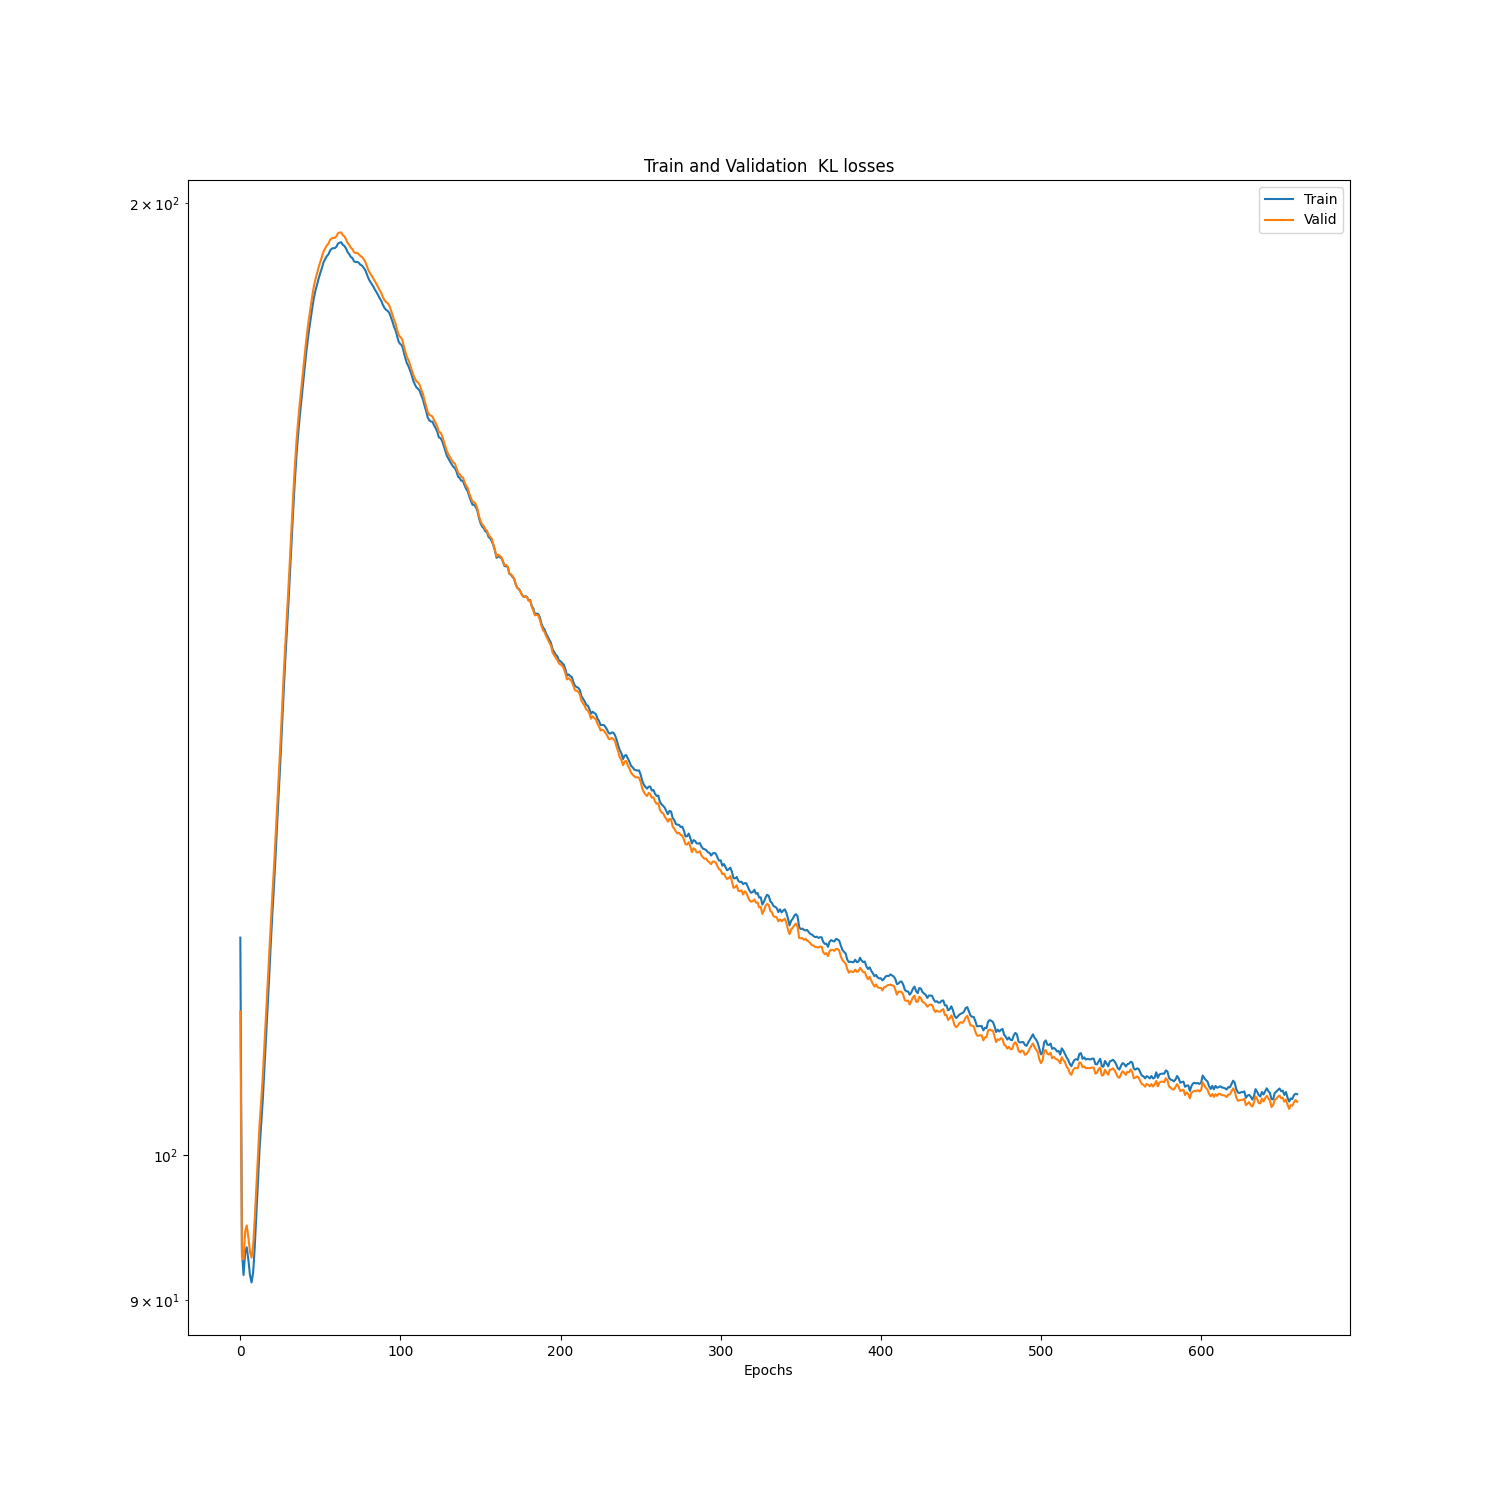 Train and Validation  KL losses
Train
Valid
2 × 10²
10²
9 × 10¹
0 100 200 300 400 500 600
Epochs